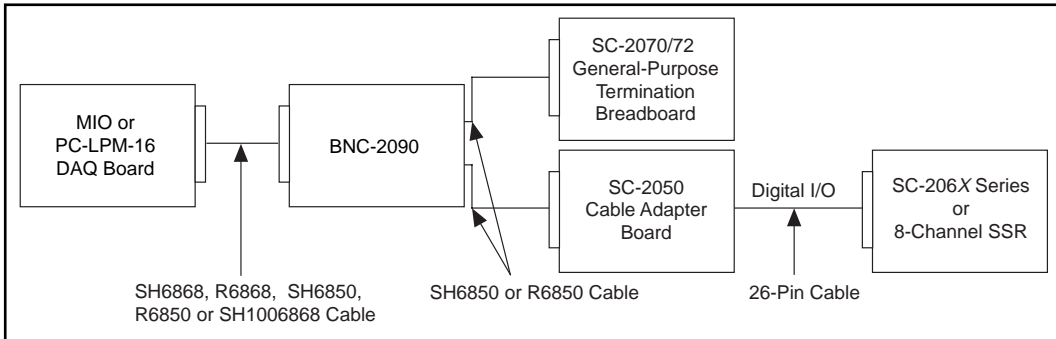 MIO or
PC-LPM-16
DAQ Board
BNC-2090
SC-2070/72
General-Purpose
Termination
Breadboard
SC-2050
Cable Adapter
Board
Digital I/O
SC-206X Series
or
8-Channel SSR
SH6868, R6868, SH6850,
R6850 or SH1006868 Cable
SH6850 or R6850 Cable
26-Pin Cable